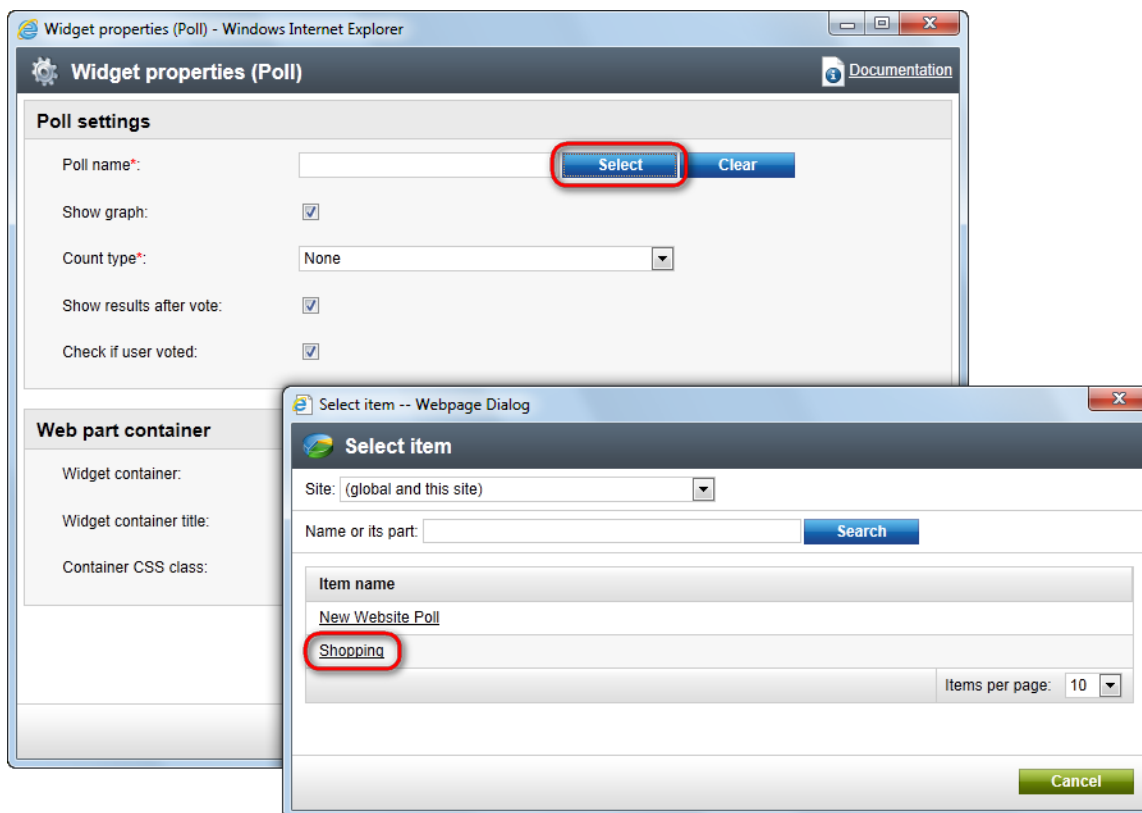 Widget properties (Poll) - Windows Internet Explorer
Widget properties (Poll)
Documentation
Poll settings
Poll name*:
Select
Clear
Show graph:
Count type*:
None
Show results after vote:
Check if user voted:
Web part container
Widget container:
Widget container title:
Container CSS class:
Select item -- Webpage Dialog
Select item
Site: (global and this site)
Name or its part:
Search
Item name
New Website Poll
Shopping
Items per page: 10
Cancel